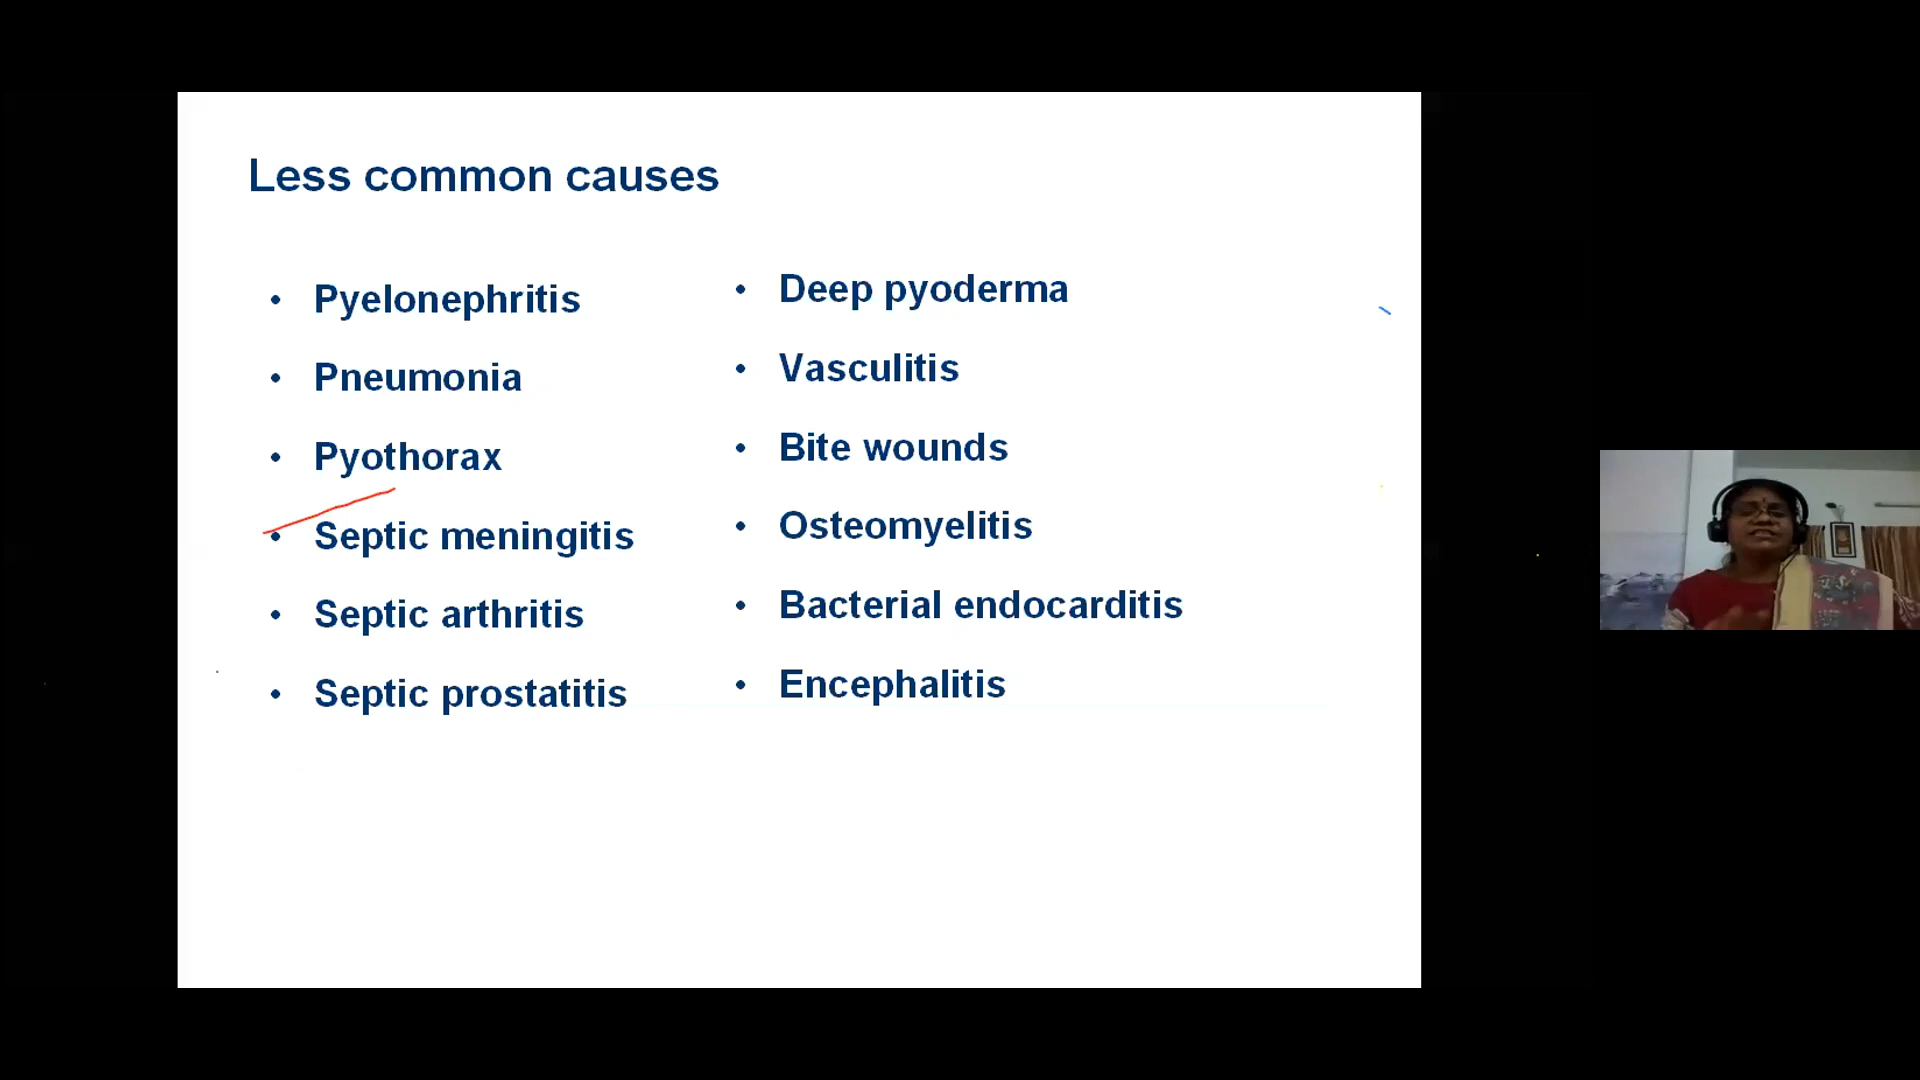 Less common causes
• Pyelonephritis
• Pneumonia
• Pyothorax
• Septic meningitis
• Septic arthritis
• Septic prostatitis
• Deep pyoderma
• Vasculitis
• Bite wounds
• Osteomyelitis
• Bacterial endocarditis
• Encephalitis